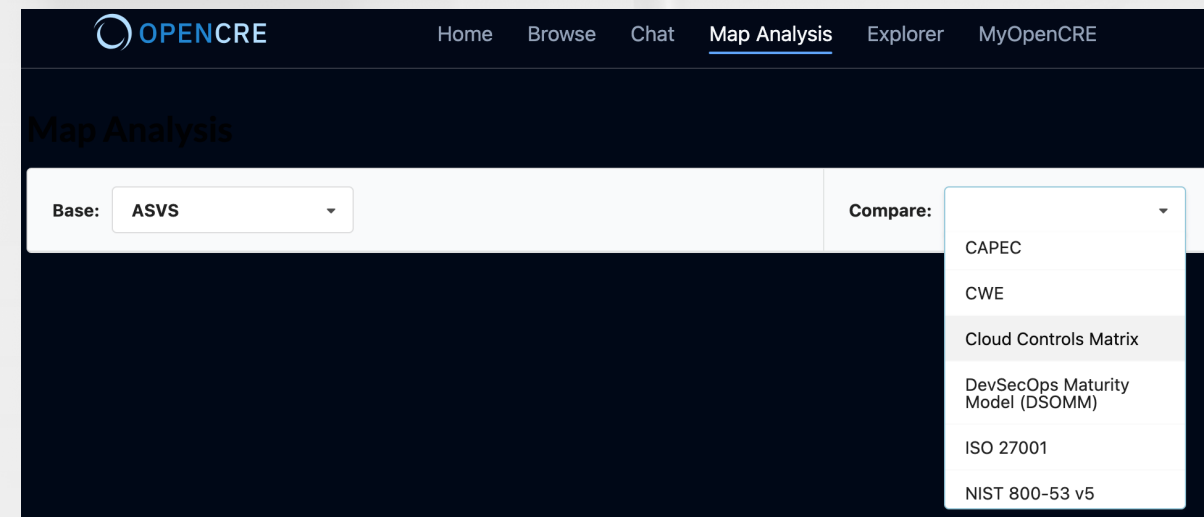 OPENCRE Home Browse Chat Map Analysis Explorer MyOpenCRE
Map Analysis
Base: ASVS Compare:
CAPEC
CWE
Cloud Controls Matrix
DevSecOps Maturity
Model (DSOMM)
ISO 27001
NIST 800-53 v5